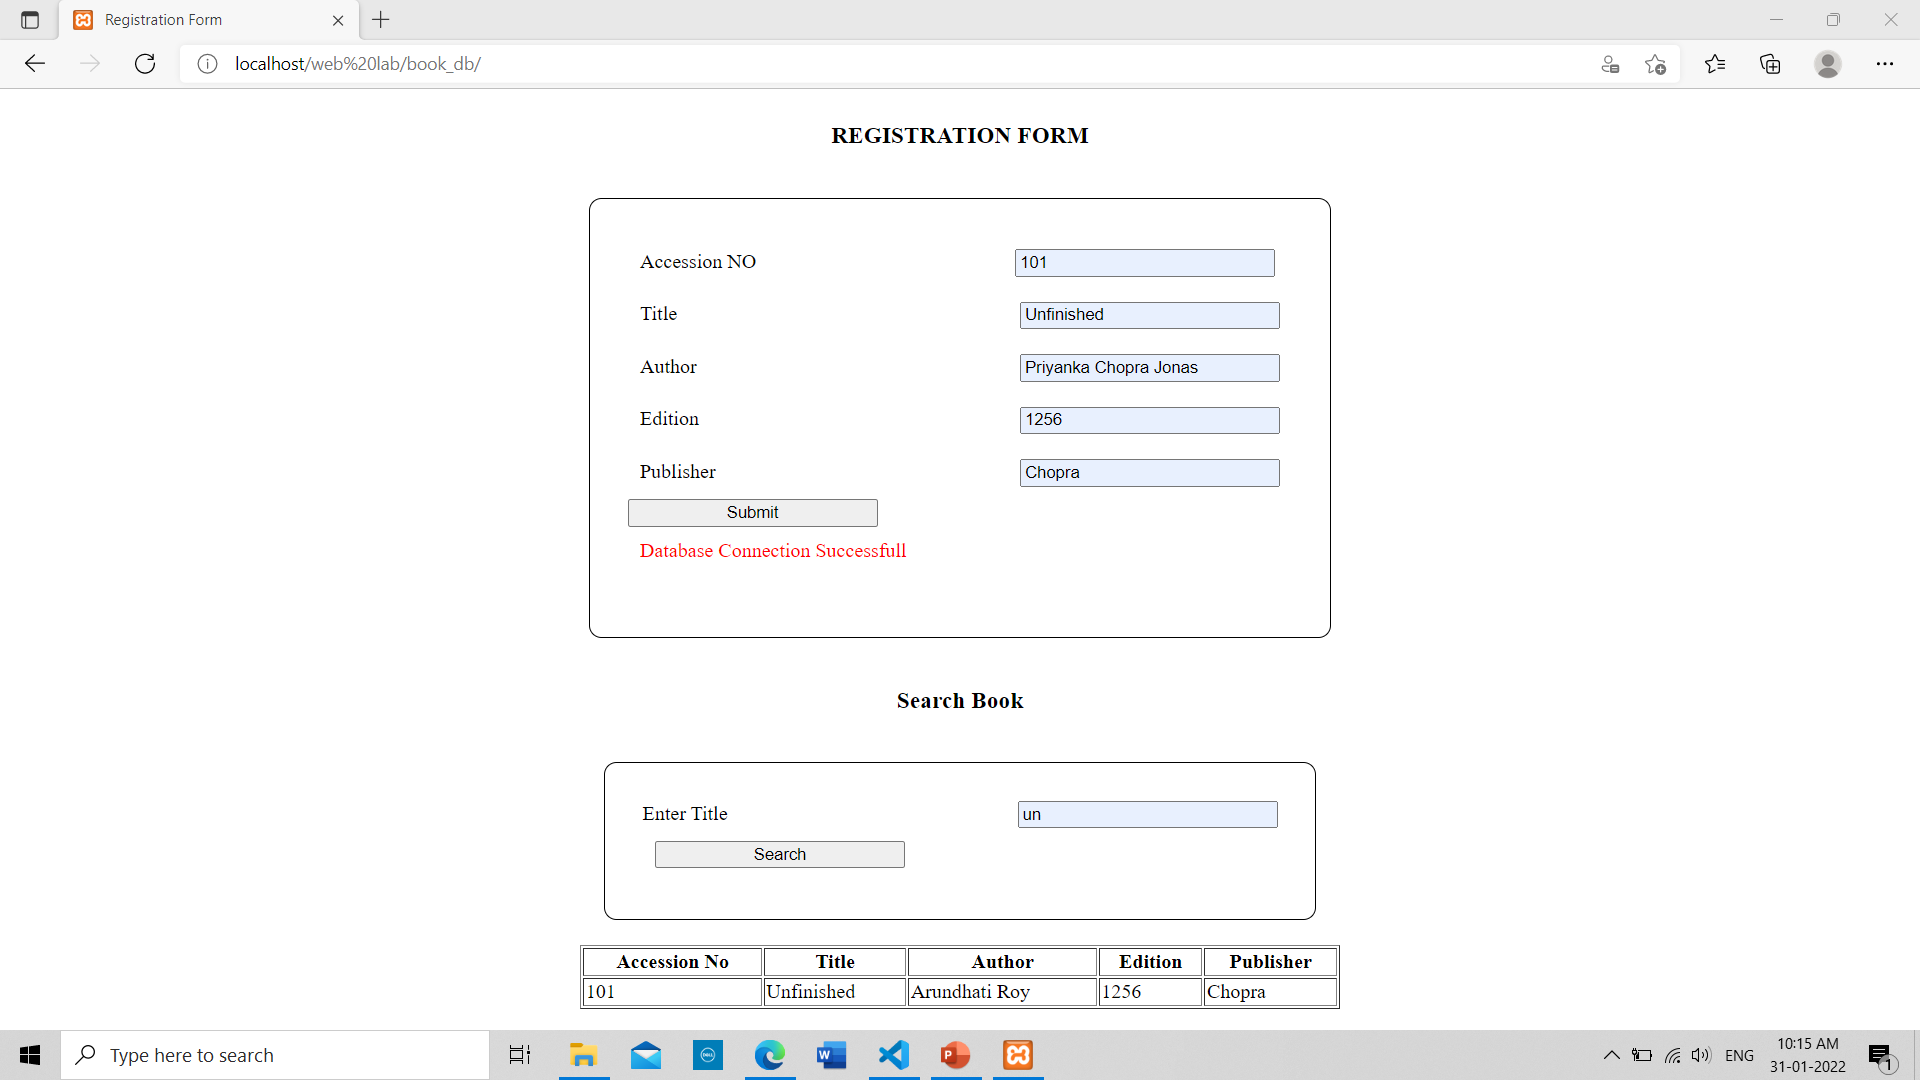 Registration Form
localhost/web%20lab/book_db/
REGISTRATION FORM
Accession NO 101
Title Unfinished
Author Priyanka Chopra Jonas
Edition 1256
Publisher Chopra
Submit
Database Connection Successfull
Search Book
Enter Title un
Search
Accession No Title Author Edition Publisher
101 Unfinished Arundhati Roy 1256 Chopra
Type here to search
DELL
W
P
ENG
10:15 AM
31-01-2022
1